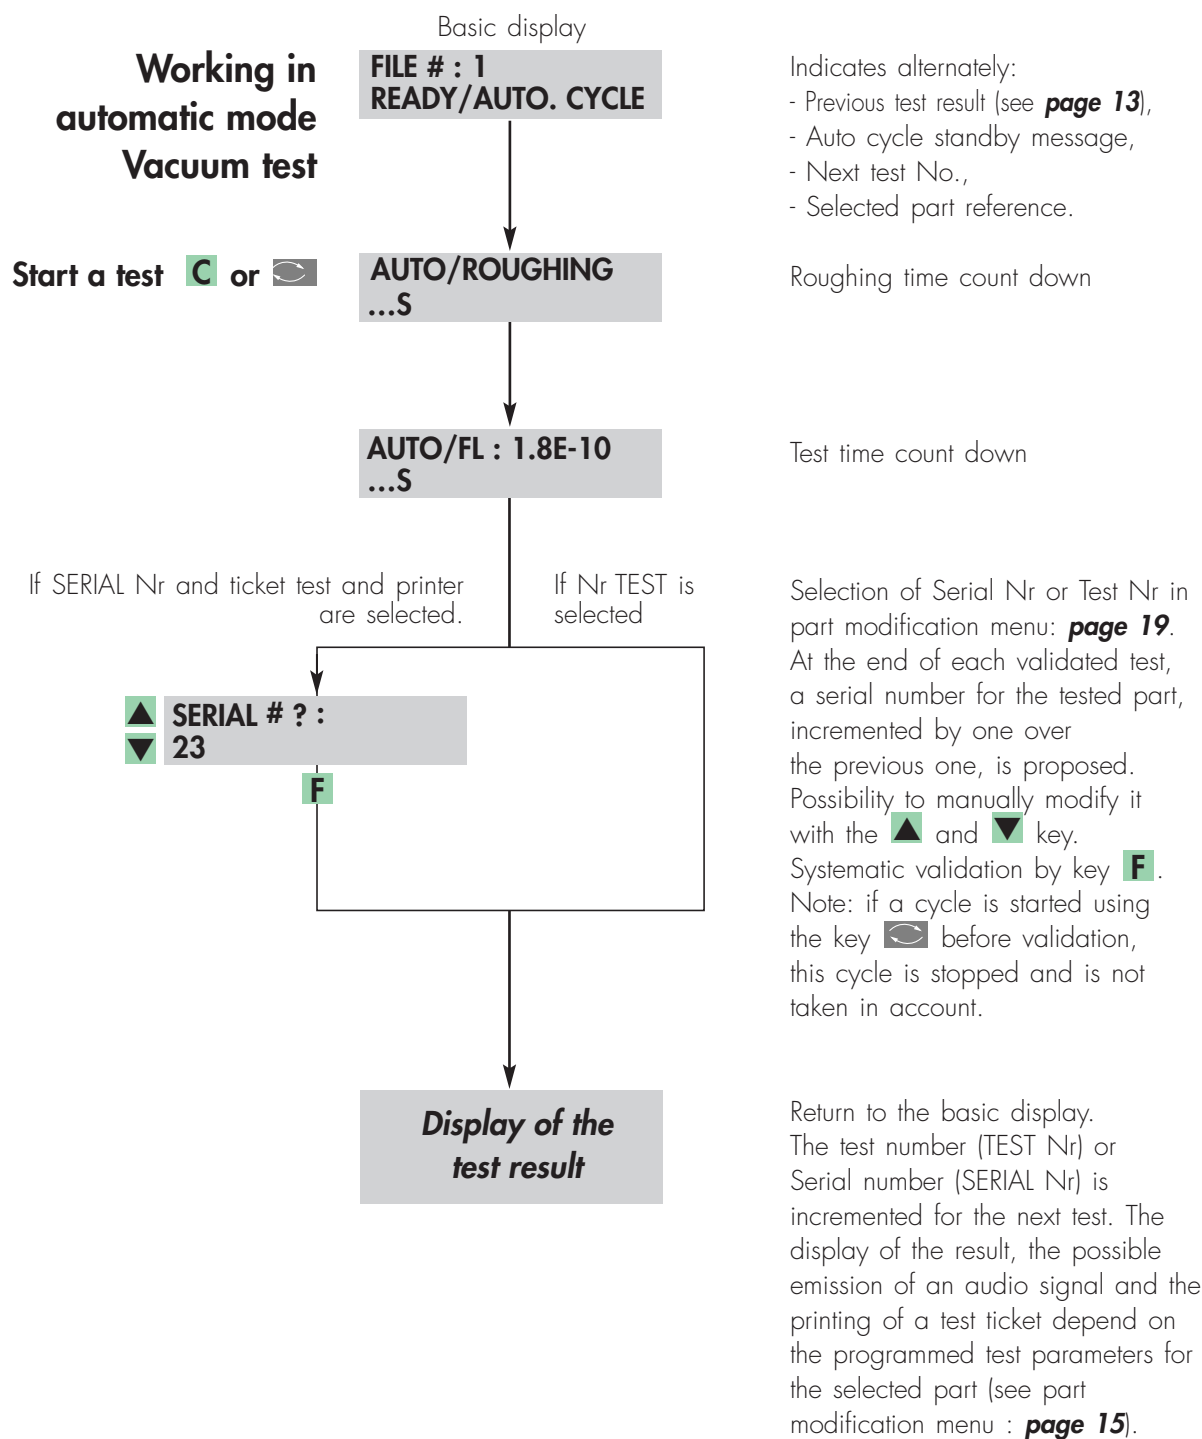 Basic display
Working in
automatic mode
Vacuum test
FILE # : 1
READY/AUTO. CYCLE
Indicates alternately:
- Previous test result (see page 13),
- Auto cycle standby message,
- Next test No.,
- Selected part reference.
Start a test C or
AUTO/ROUGHING
...S
Roughing time count down
AUTO/FL : 1.8E-10
...S
Test time count down
If SERIAL Nr and ticket test and printer
are selected.
If Nr TEST is
selected
▲ SERIAL # ? :
▼ 23
F
Selection of Serial Nr or Test Nr in
part modification menu: page 19.
At the end of each validated test,
a serial number for the tested part,
incremented by one over
the previous one, is proposed.
Possibility to manually modify it
with the ▲ and ▼ key.
Systematic validation by key F.
Note: if a cycle is started using
the key before validation,
this cycle is stopped and is not
taken in account.
Display of the
test result
Return to the basic display.
The test number (TEST Nr) or
Serial number (SERIAL Nr) is
incremented for the next test. The
display of the result, the possible
emission of an audio signal and the
printing of a test ticket depend on
the programmed test parameters for
the selected part (see part
modification menu : page 15).